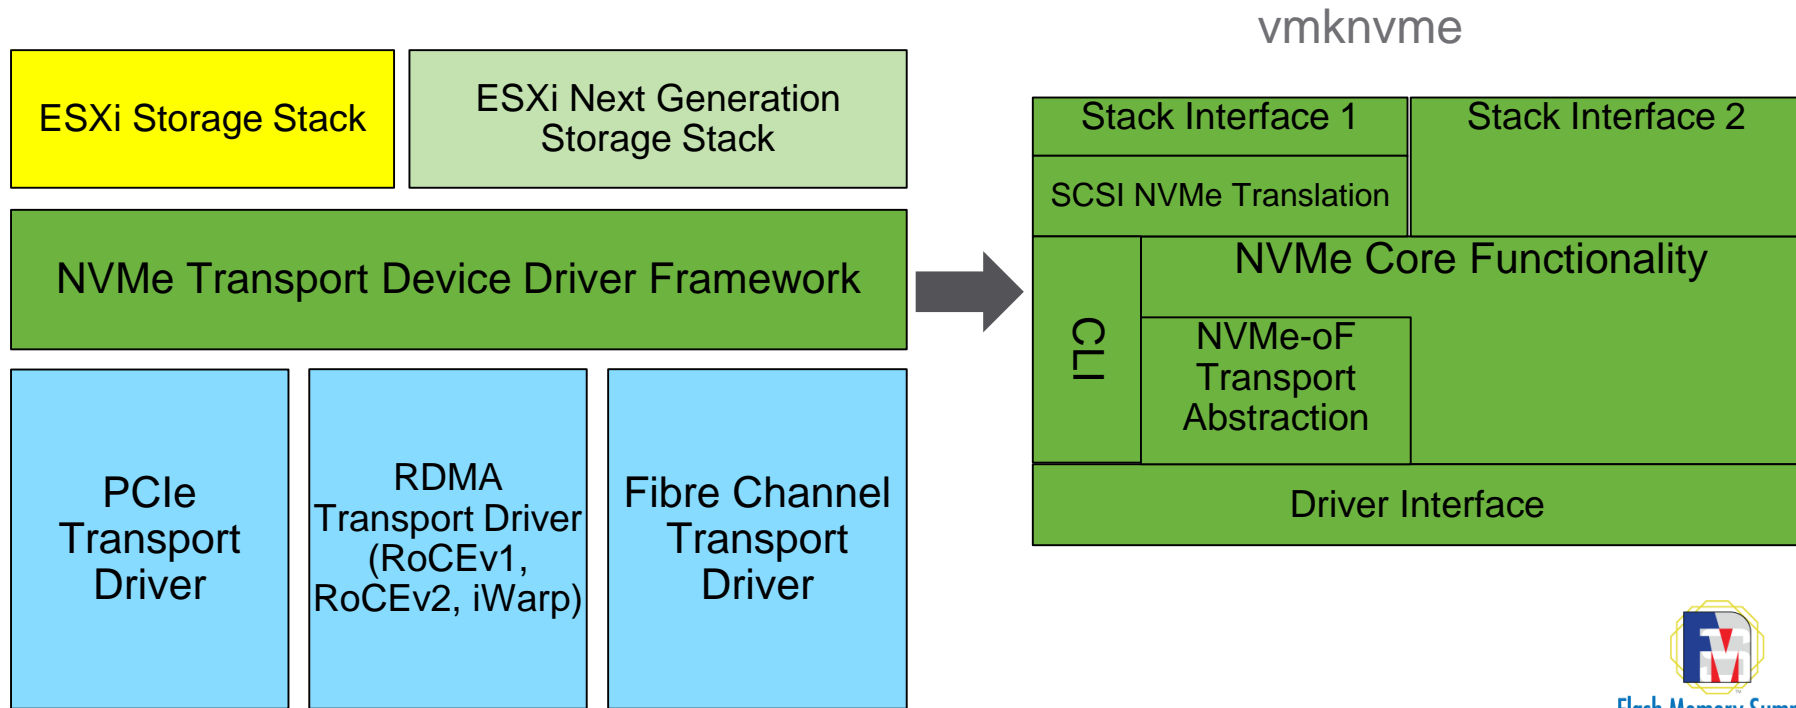 vmknvme
ESXi Storage Stack
ESXi Next Generation
Storage Stack
NVMe Transport Device Driver Framework
PCIe
Transport
Driver
RDMA
Transport Driver
(RoCEv1,
RoCEv2, iWarp)
Fibre Channel
Transport
Driver
Stack Interface 1
Stack Interface 2
SCSI NVMe Translation
NVMe Core Functionality
CLI
NVMe-oF
Transport
Abstraction
Driver Interface
Flash Memory